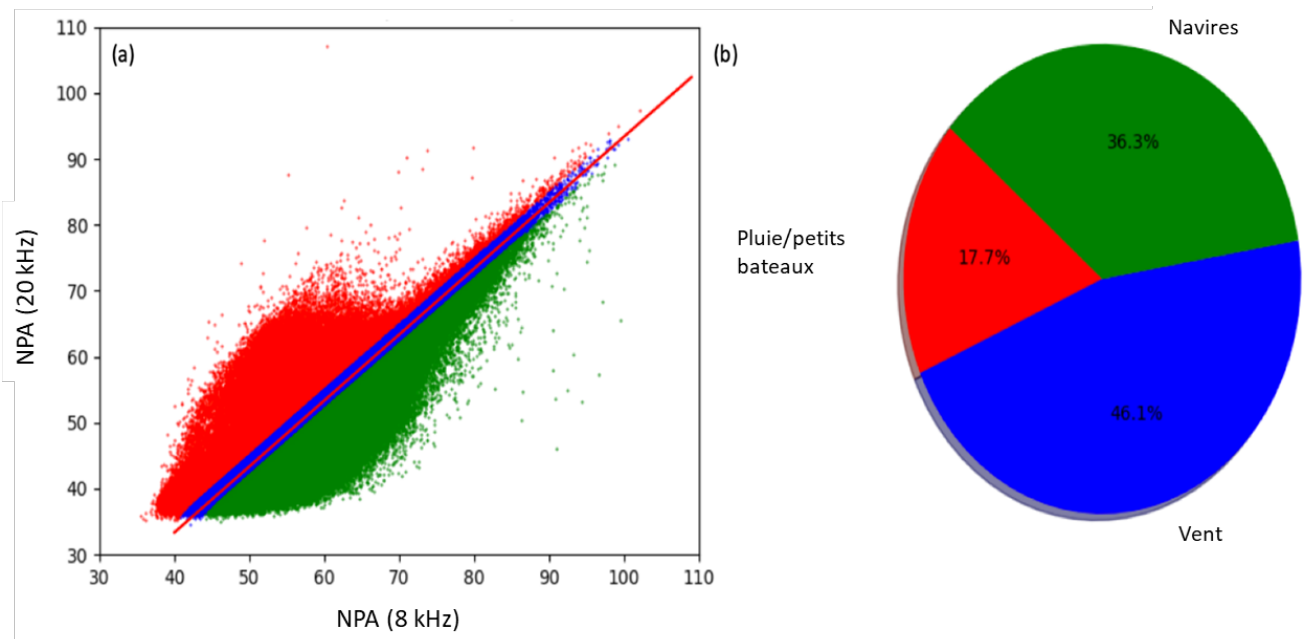 (a)
110
100
90
80
70
60
50
40
30
NPA (20 kHz)
30 40 50 60 70 80 90 100 110
NPA (8 kHz)
(b)
Navires
36.3%
Pluie/petits
bateaux
17.7%
46.1%
Vent